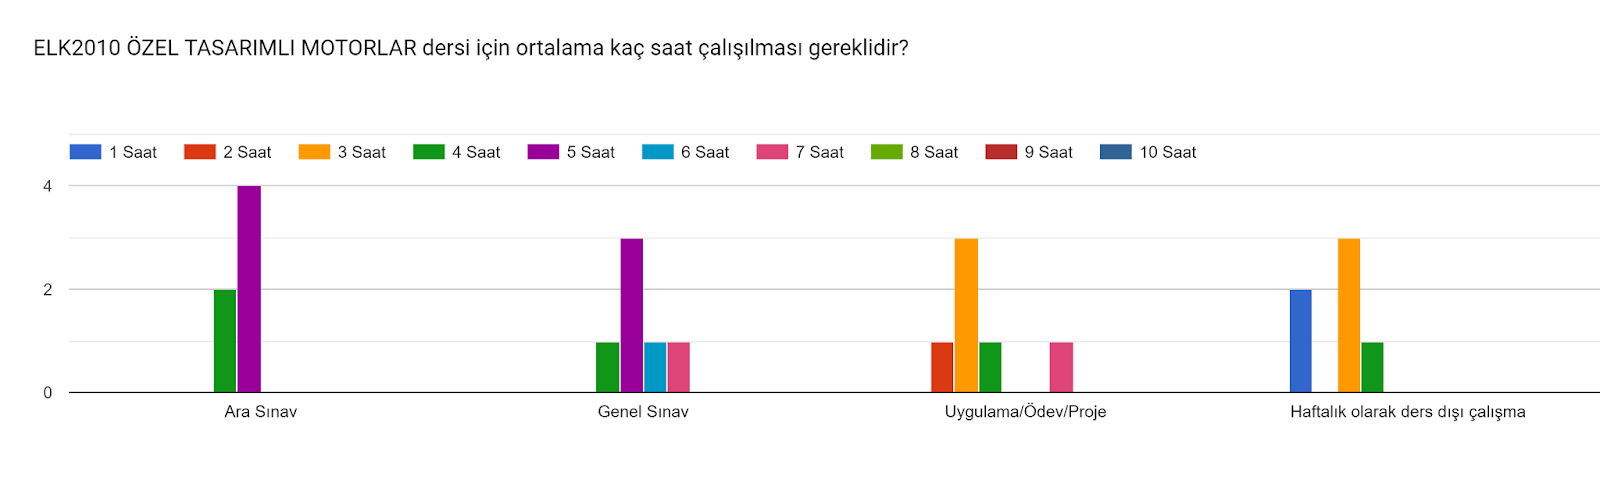 ELK2010 ÖZEL TASARIMLI MOTORLAR dersi için ortalama kaç saat çalışılması gereklidir?
1 Saat 2 Saat 3 Saat 4 Saat 5 Saat 6 Saat 7 Saat 8 Saat 9 Saat 10 Saat
4
2
0
Ara Sınav Genel Sınav Uygulama/Ödev/Proje Haftalık olarak ders dışı çalışma